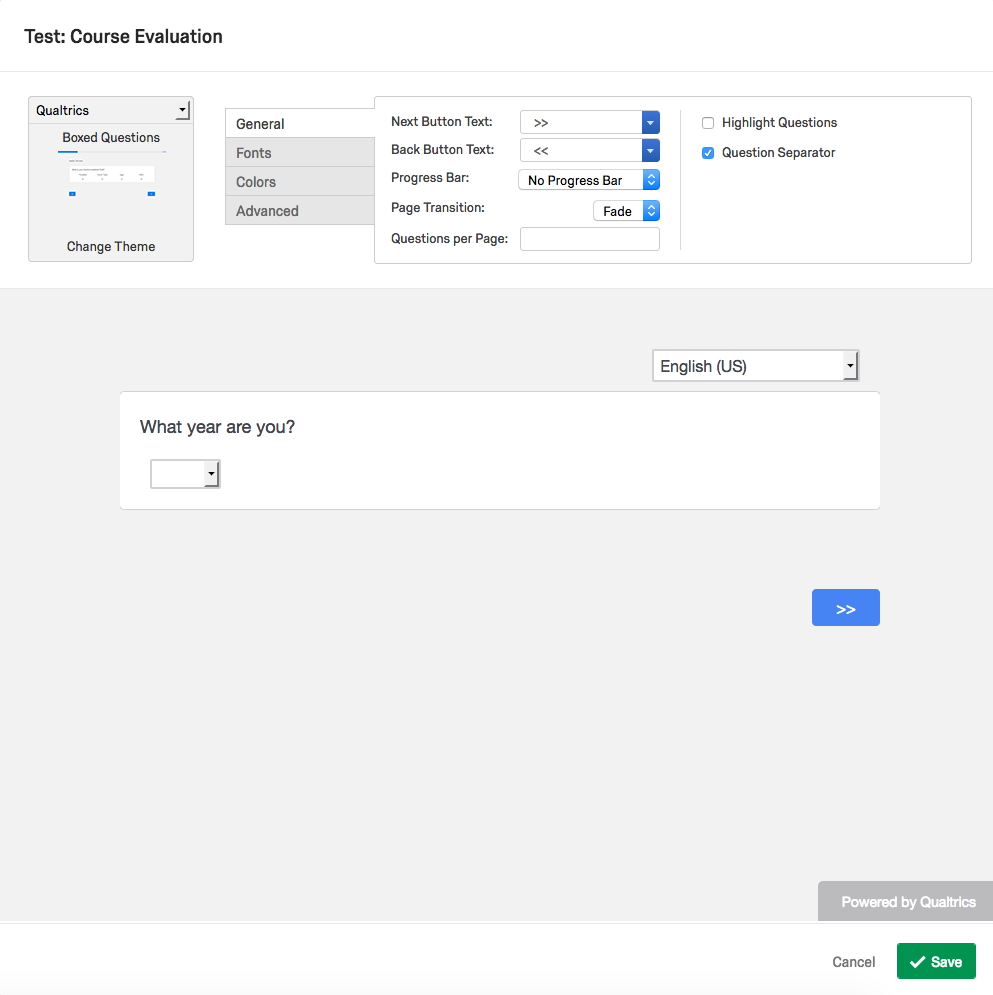 Test: Course Evaluation
Qualtrics
Boxed Questions
Change Theme
General
Fonts
Colors
Advanced
Next Button Text: >>
Back Button Text: <<
Progress Bar: No Progress Bar
Page Transition: Fade
Questions per Page:
Highlight Questions
Question Separator
English (US)
What year are you?
>>
Powered by Qualtrics
Cancel
Save